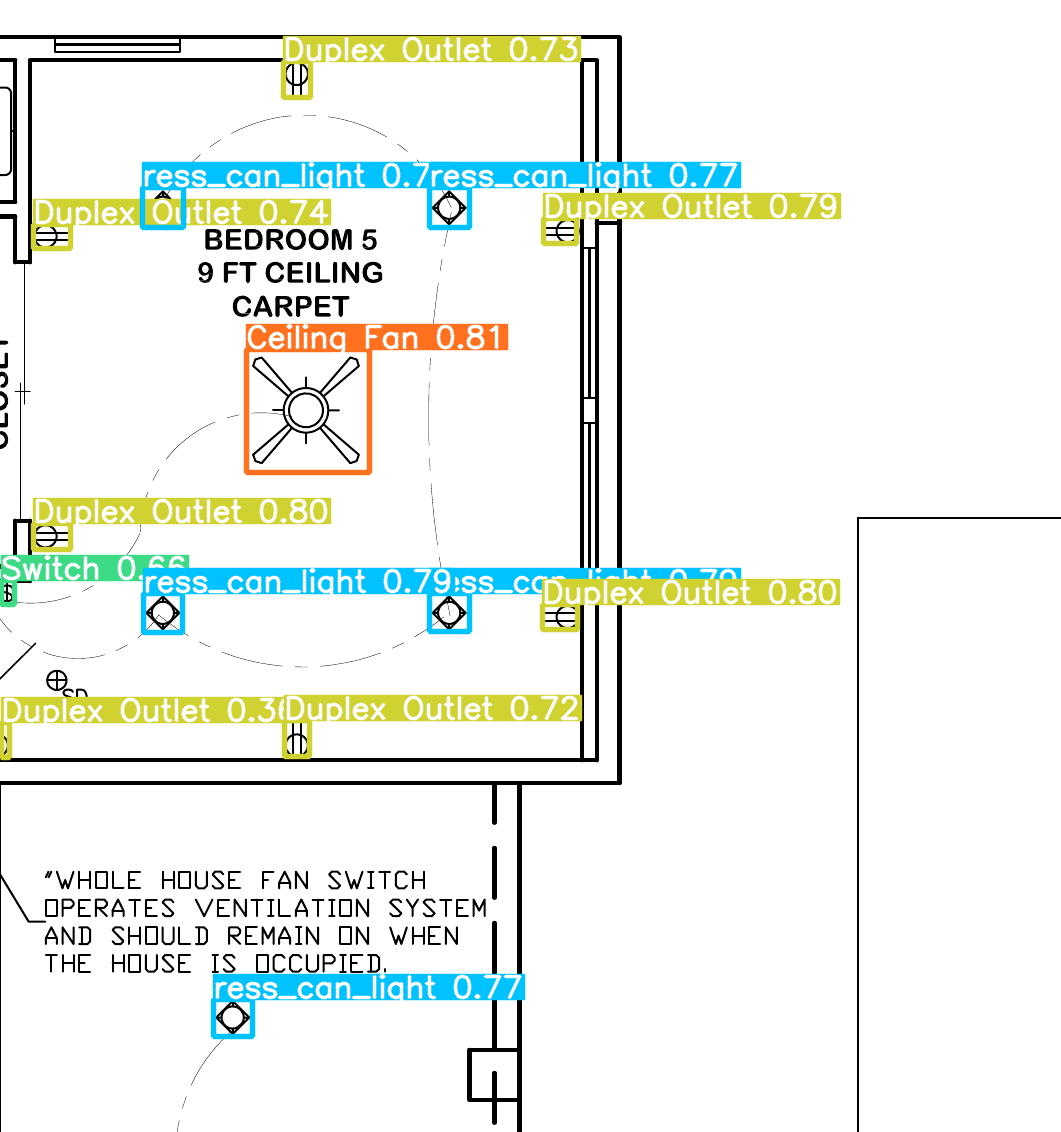 Duplex Outlet 0.73
ress_can_light 0.7
ress_can_light 0.77
Duplex Outlet 0.74
Duplex Outlet 0.79
BEDROOM 5
9 FT CEILING
CARPET
Ceiling Fan 0.81
CLOSET
Duplex Outlet 0.80
Switch 0.66
ress_can_light 0.79
ress_can_light 0.79
Duplex Outlet 0.80
SD
Duplex Outlet 0.3
Duplex Outlet 0.72
"WHOLE HOUSE FAN SWITCH
OPERATES VENTILATION SYSTEM
AND SHOULD REMAIN ON WHEN
THE HOUSE IS OCCUPIED.
ress_can_light 0.77